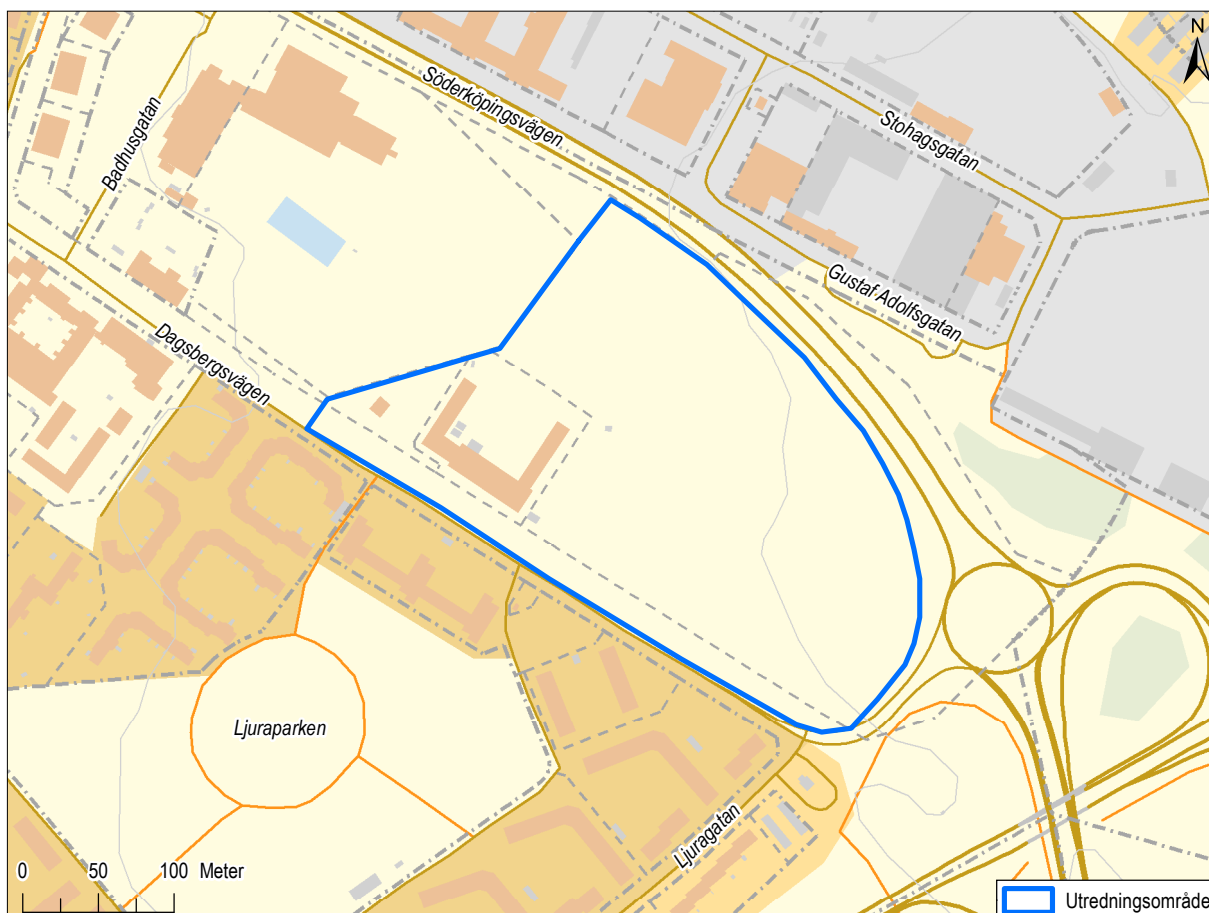 N
Söderköpingsvägen
Stohagsgatan
Badhusgatan
Gustaf Adolfsgatan
Dagsbergsvägen
Ljuraparken
Ljuragatan
0 50 100 Meter
Utredningsområde